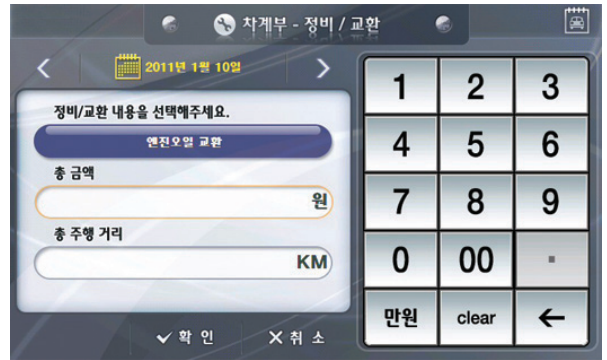 차계부 - 정비 / 교환
2011년 1월 10일
정비/교환 내용을 선택해주세요.
엔진오일 교환
총 금액
원
총 주행 거리
KM
확 인
취 소
1 2 3
4 5 6
7 8 9
0 00 .
만원 clear ←